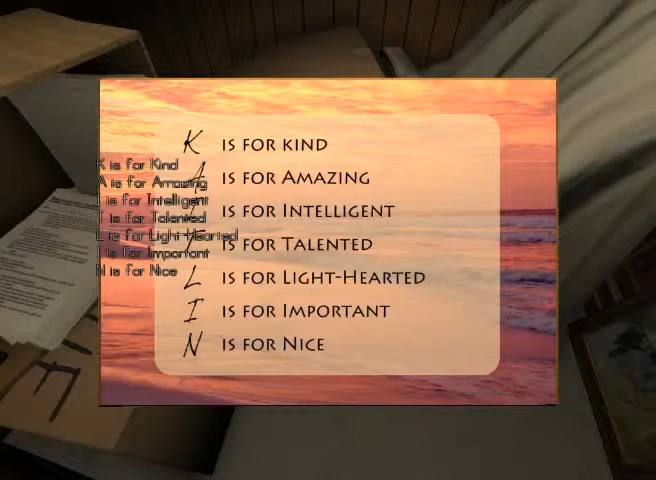 K IS FOR KIND
A IS FOR AMAZING
I IS FOR INTELLIGENT
T IS FOR TALENTED
L IS FOR LIGHT-HEARTED
I IS FOR IMPORTANT
N IS FOR NICE
K is for Kind
A is for Amazing
I is for Intelligent
T is for Talented
L is for Light-Hearted
I is for Important
N is for Nice